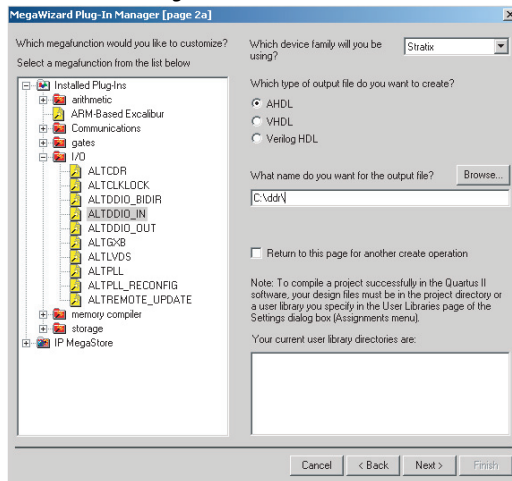 MegaWizard Plug-In Manager [page 2a]
Which megafunction would you like to customize?
Select a megafunction from the list below
Installed Plug-Ins
arithmetic
ARM-Based Excalibur
Communications
gates
I/O
ALTCDR
ALTCLKLOCK
ALTDDIO_BIDIR
ALTDDIO_IN
ALTDDIO_OUT
ALTGXB
ALTLVDS
ALTPLL
ALTPLL_RECONFIG
ALTREMOTE_UPDATE
memory compiler
storage
IP MegaStore
Which device family will you be
using?
Stratix
Which type of output file do you want to create?
AHDL
VHDL
Verilog HDL
What name do you want for the output file?
Browse...
C:\ddr\
Return to this page for another create operation
Note: To compile a project successfully in the Quartus II
software, your design files must be in the project directory or
a user library you specify in the User Libraries page of the
Settings dialog box (Assignments menu).
Your current user library directories are:
Cancel
< Back
Next >
Finish